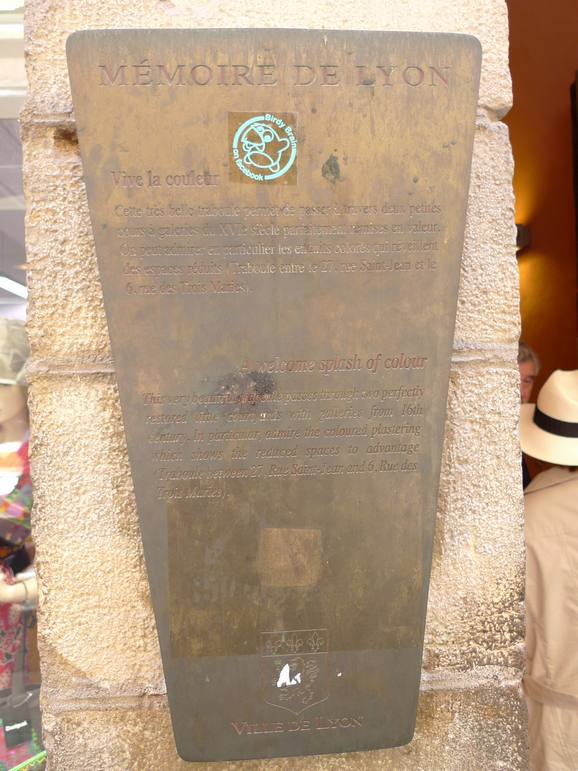 MÉMOIRE DE LYON
Birdy Brain
on facebook
Vive la couleur
Cette très belle traboule permet de passer à travers deux petites
cours à galeries du XVIe siècle parfaitement remises en valeur.
On peut admirer en particulier les enduits colorés qui réveillent
des espaces réduits (Traboule entre le 27, rue Saint-Jean et le
6, rue des Trois Maries).
A welcome splash of colour
This very beautiful traboule passes through two perfectly
restored little courtyards with galleries from 16th
century. In particular, admire the coloured plastering
which shows the reduced spaces to advantage
(Traboule between 27, Rue Saint-Jean and 6, Rue des
Trois Maries).
VILLE DE LYON
Desigual